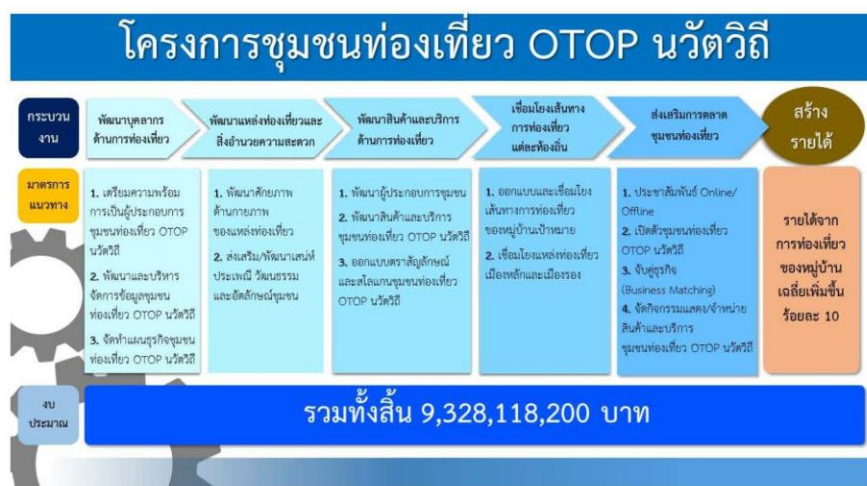 โครงการชุมชนท่องเที่ยว OTOP นวัตวิถี
กระบวน
งาน
พัฒนาบุคลากร
ด้านการท่องเที่ยว
พัฒนาแหล่งท่องเที่ยวและ
สิ่งอำนวยความสะดวก
พัฒนาสินค้าและบริการ
ด้านการท่องเที่ยว
เชื่อมโยงเส้นทาง
การท่องเที่ยว
แต่ละท้องถิ่น
ส่งเสริมการตลาด
ชุมชนท่องเที่ยว
สร้าง
รายได้
มาตรการ
แนวทาง
1. เตรียมความพร้อม
การเป็นผู้ประกอบการ
ชุมชนท่องเที่ยว OTOP
นวัตวิถี
2. พัฒนาและบริหาร
จัดการข้อมูลชุมชน
ท่องเที่ยว OTOP นวัตวิถี
3. จัดทำแผนธุรกิจชุมชน
ท่องเที่ยว OTOP นวัตวิถี
1. พัฒนาศักยภาพ
ด้านกายภาพ
ของแหล่งท่องเที่ยว
2. ส่งเสริม/พัฒนาเสน่ห์
ประเพณี วัฒนธรรม
และอัตลักษณ์ชุมชน
1. พัฒนาผู้ประกอบการชุมชน
2. พัฒนาสินค้าและบริการ
ชุมชนท่องเที่ยว OTOP นวัตวิถี
3. ออกแบบตราสัญลักษณ์
และสโลแกนชุมชนท่องเที่ยว
OTOP นวัตวิถี
1. ออกแบบและเชื่อมโยง
เส้นทางการท่องเที่ยว
ของหมู่บ้านเป้าหมาย
2. เชื่อมโยงแหล่งท่องเที่ยว
เมืองหลักและเมืองรอง
1. ประชาสัมพันธ์ Online/
Offline
2. เปิดตัวชุมชนท่องเที่ยว
OTOP นวัตวิถี
3. จับคู่ธุรกิจ
(Business Matching)
4. จัดกิจกรรมแสดง/จำหน่าย
สินค้าและบริการ
ชุมชนท่องเที่ยว OTOP นวัตวิถี
รายได้จาก
การท่องเที่ยว
ของหมู่บ้าน
เฉลี่ยเพิ่มขึ้น
ร้อยละ 10
งบ
ประมาณ
รวมทั้งสิ้น 9,328,118,200 บาท